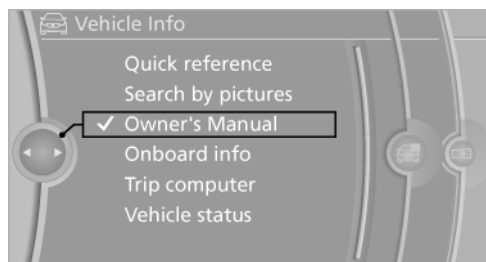 Vehicle Info
Quick reference
Search by pictures
✓ Owner's Manual
Onboard info
Trip computer
Vehicle status